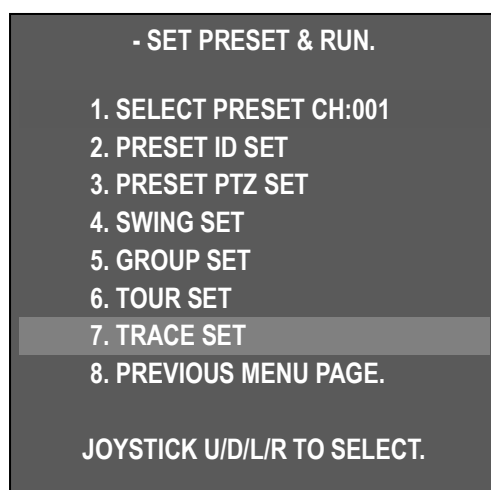 - SET PRESET & RUN.
1. SELECT PRESET CH:001
2. PRESET ID SET
3. PRESET PTZ SET
4. SWING SET
5. GROUP SET
6. TOUR SET
7. TRACE SET
8. PREVIOUS MENU PAGE.
JOYSTICK U/D/L/R TO SELECT.